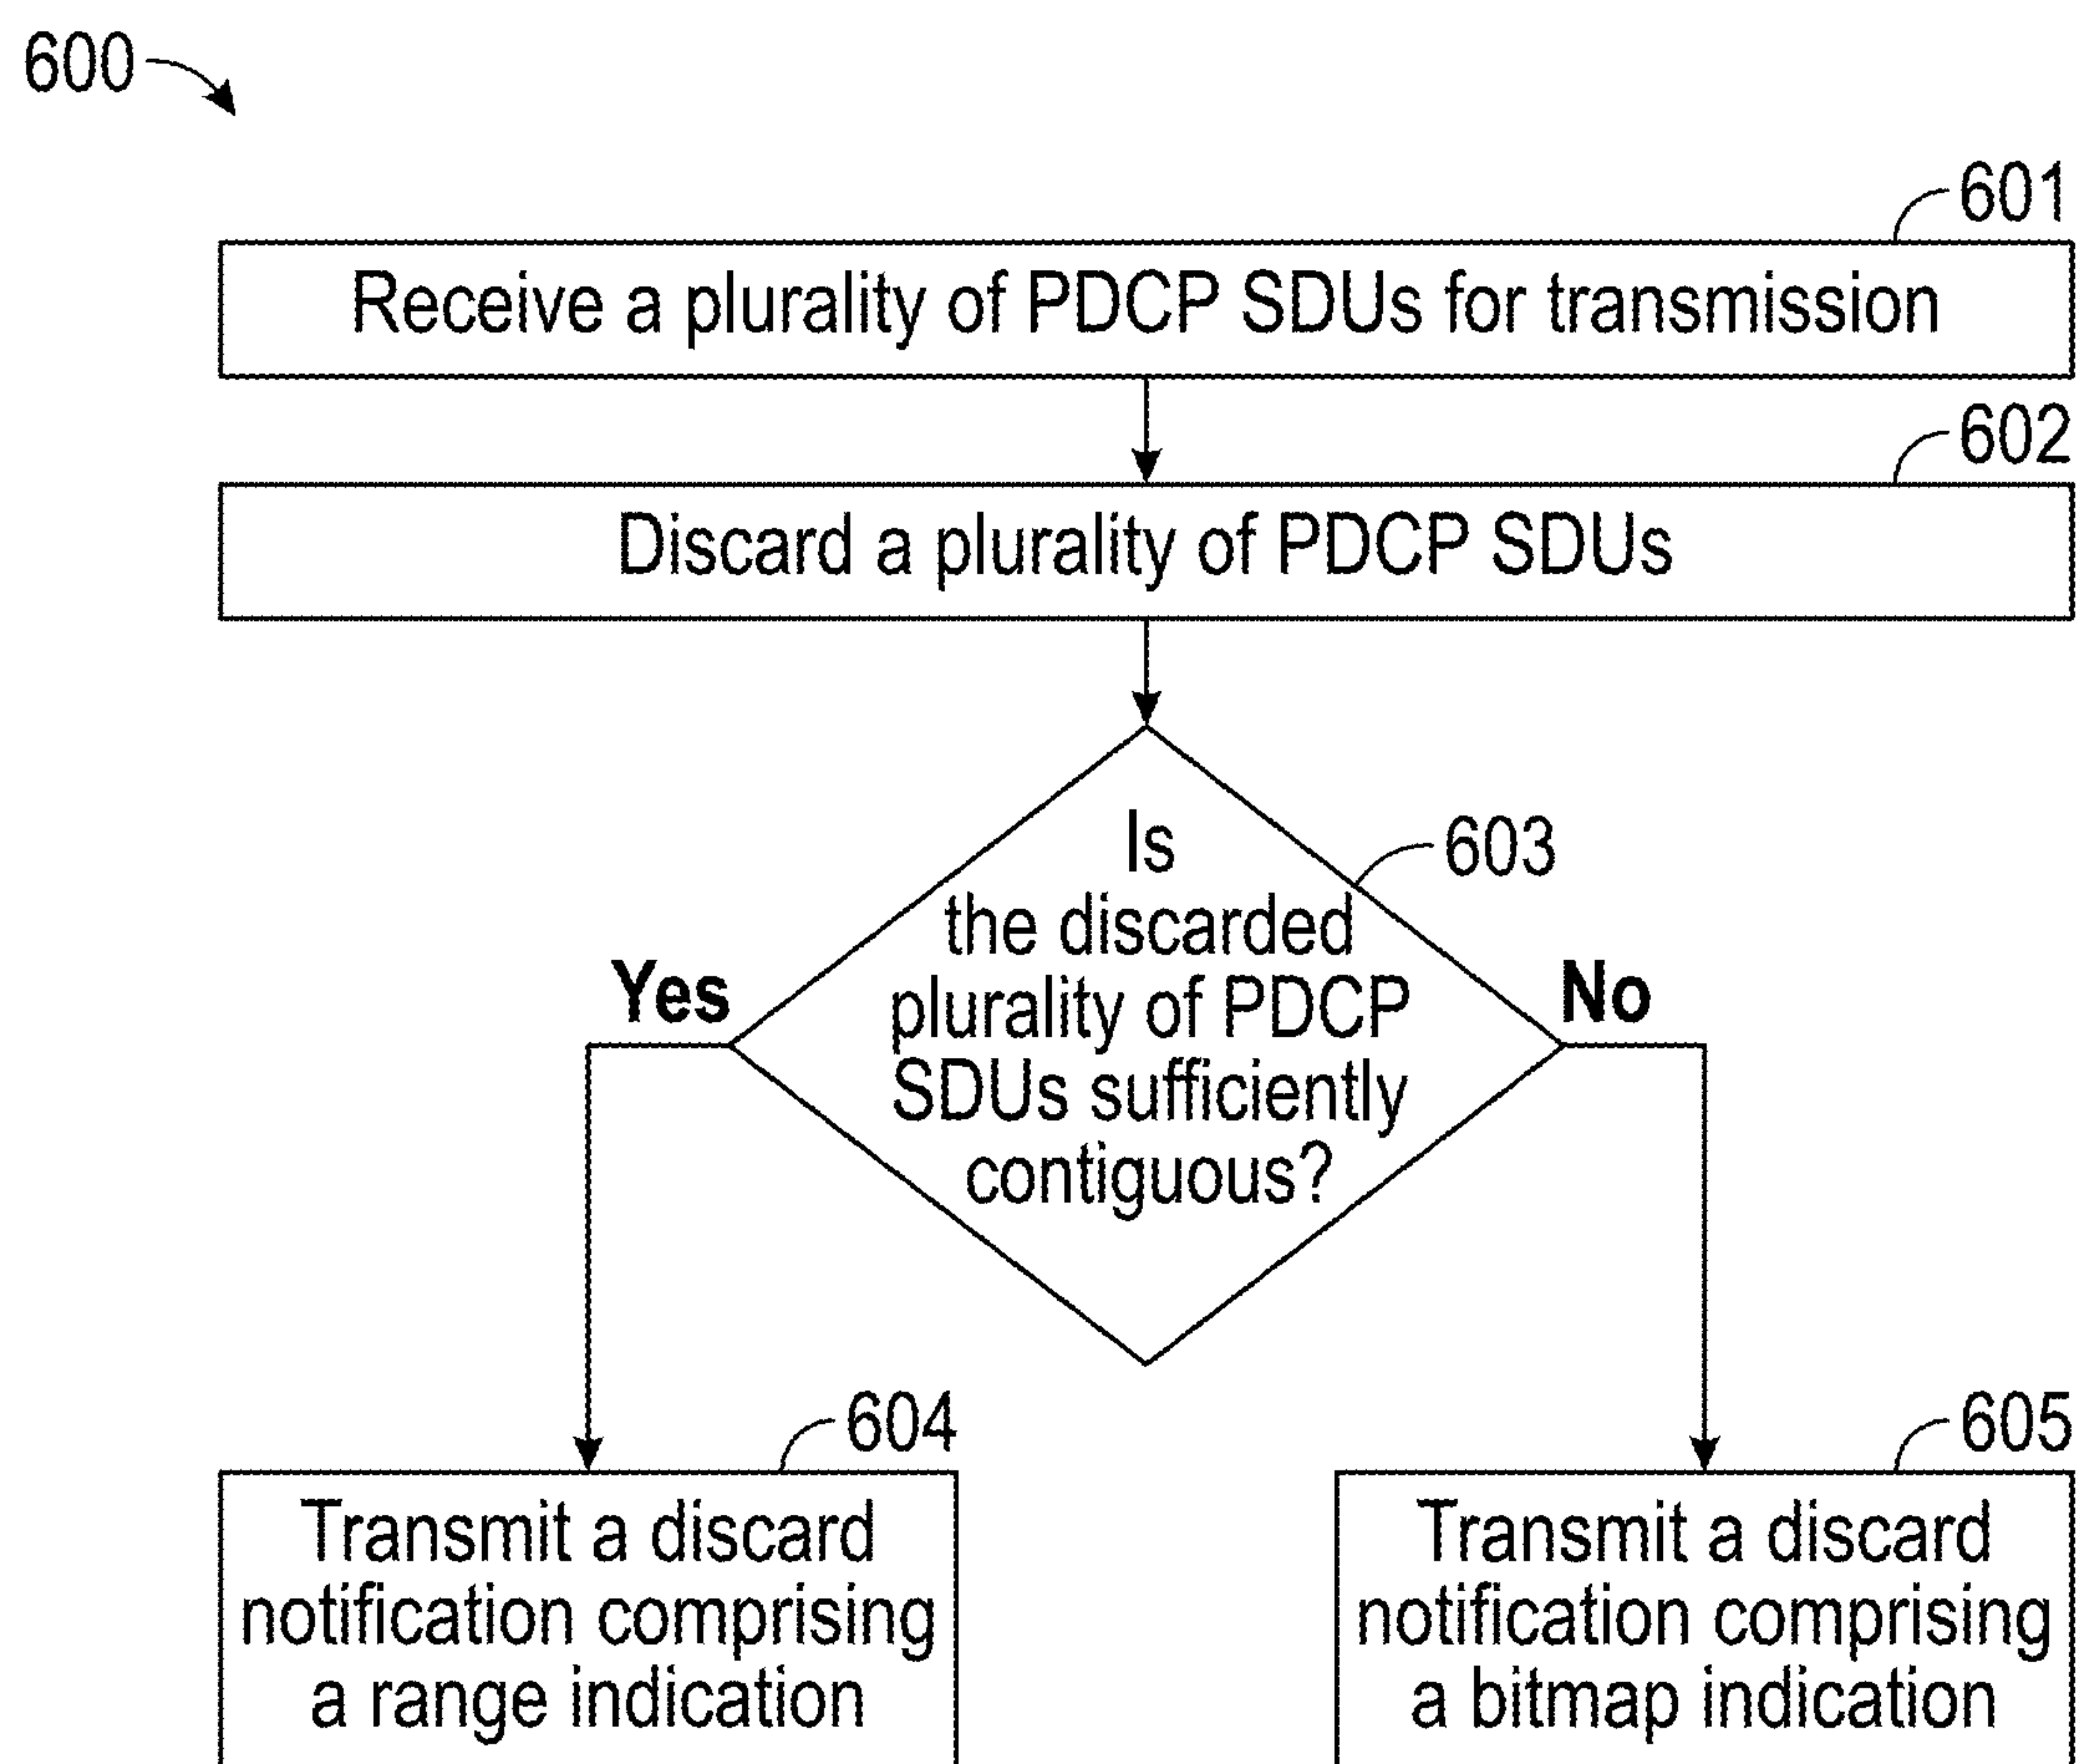 600
601
Receive a plurality of PDCP SDUs for transmission
602
Discard a plurality of PDCP SDUs
603
Is
the discarded
plurality of PDCP
SDUs sufficiently
contiguous?
Yes
No
604
Transmit a discard
notification comprising
a range indication
605
Transmit a discard
notification comprising
a bitmap indication